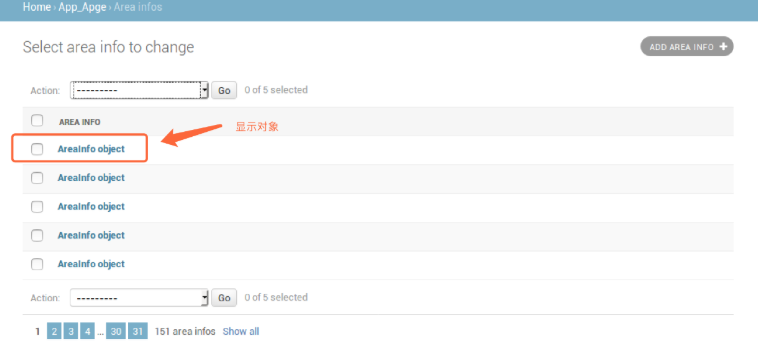 Home › App_Apge › Area infos
Select area info to change
ADD AREA INFO +
Action: --------- Go 0 of 5 selected
AREA INFO
显示对象
AreaInfo object
AreaInfo object
AreaInfo object
AreaInfo object
AreaInfo object
Action: --------- Go 0 of 5 selected
1 2 3 4 ... 30 31 151 area infos Show all